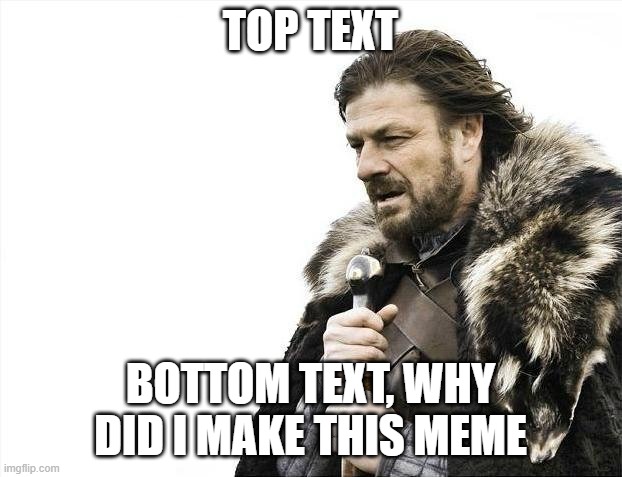 TOP TEXT
BOTTOM TEXT, WHY
DID I MAKE THIS MEME
imgflip.com